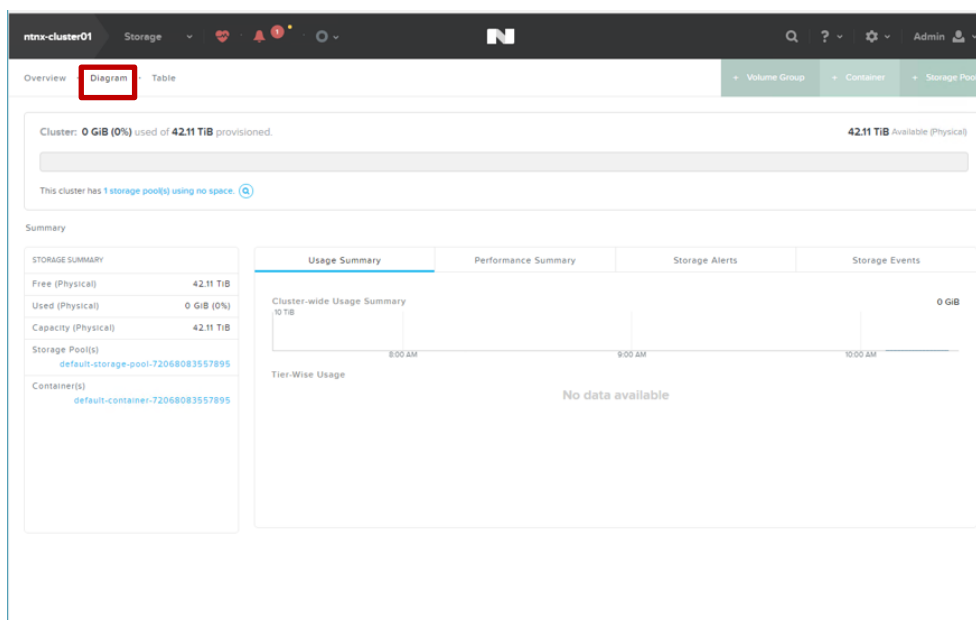 ntnx-cluster01 Storage 1 ? Admin
Overview Diagram Table + Volume Group + Container + Storage Pool
Cluster: 0 GiB (0%) used of 42.11 TiB provisioned. 42.11 TiB Available (Physical)
This cluster has 1 storage pool(s) using no space.
Summary
STORAGE SUMMARY
Free (Physical) 42.11 TiB
Used (Physical) 0 GiB (0%)
Capacity (Physical) 42.11 TiB
Storage Pool(s)
default-storage-pool-72068083557895
Container(s)
default-container-72068083557895
Usage Summary Performance Summary Storage Alerts Storage Events
Cluster-wide Usage Summary 0 GiB
10 TiB
8:00 AM 9:00 AM 10:00 AM
Tier-Wise Usage
No data available